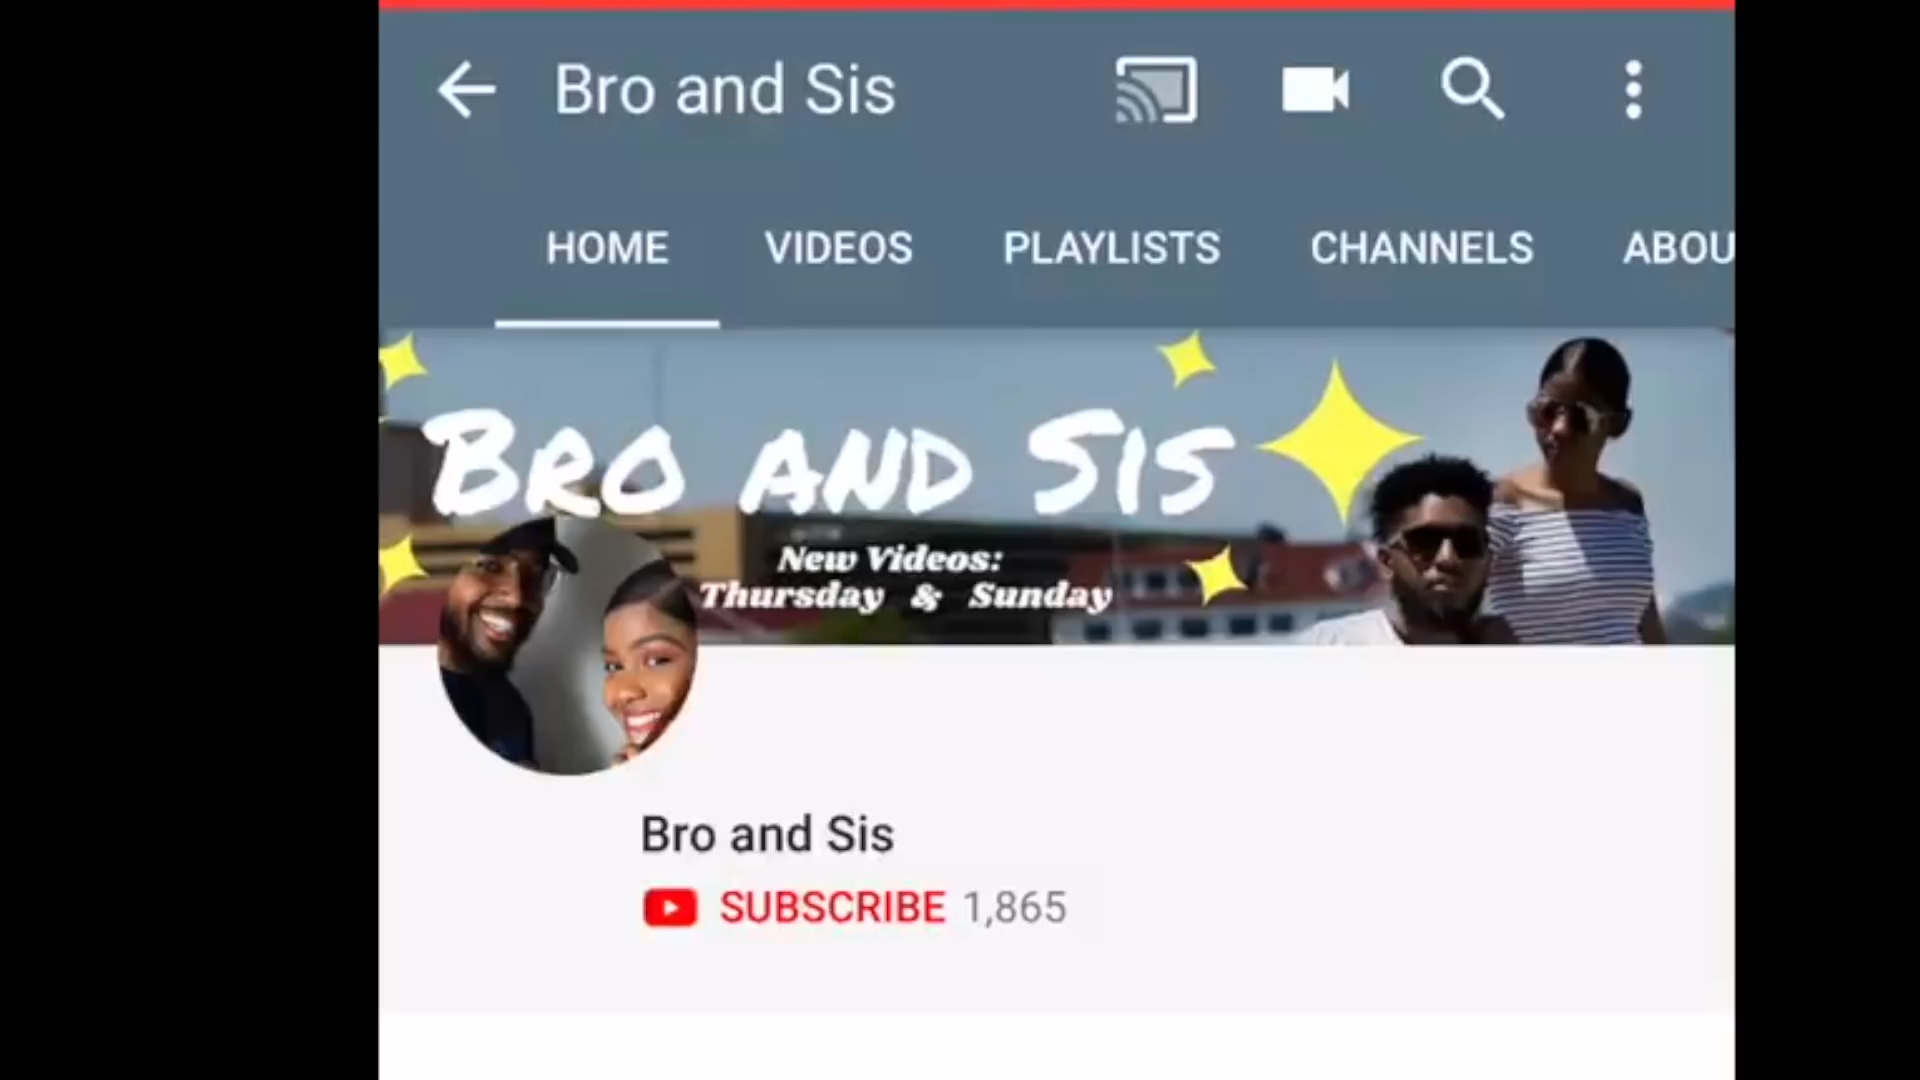 Bro and Sis
HOME VIDEOS PLAYLISTS CHANNELS ABOU
BRO AND SIS
New Videos:
Thursday & Sunday
Bro and Sis
SUBSCRIBE 1,865